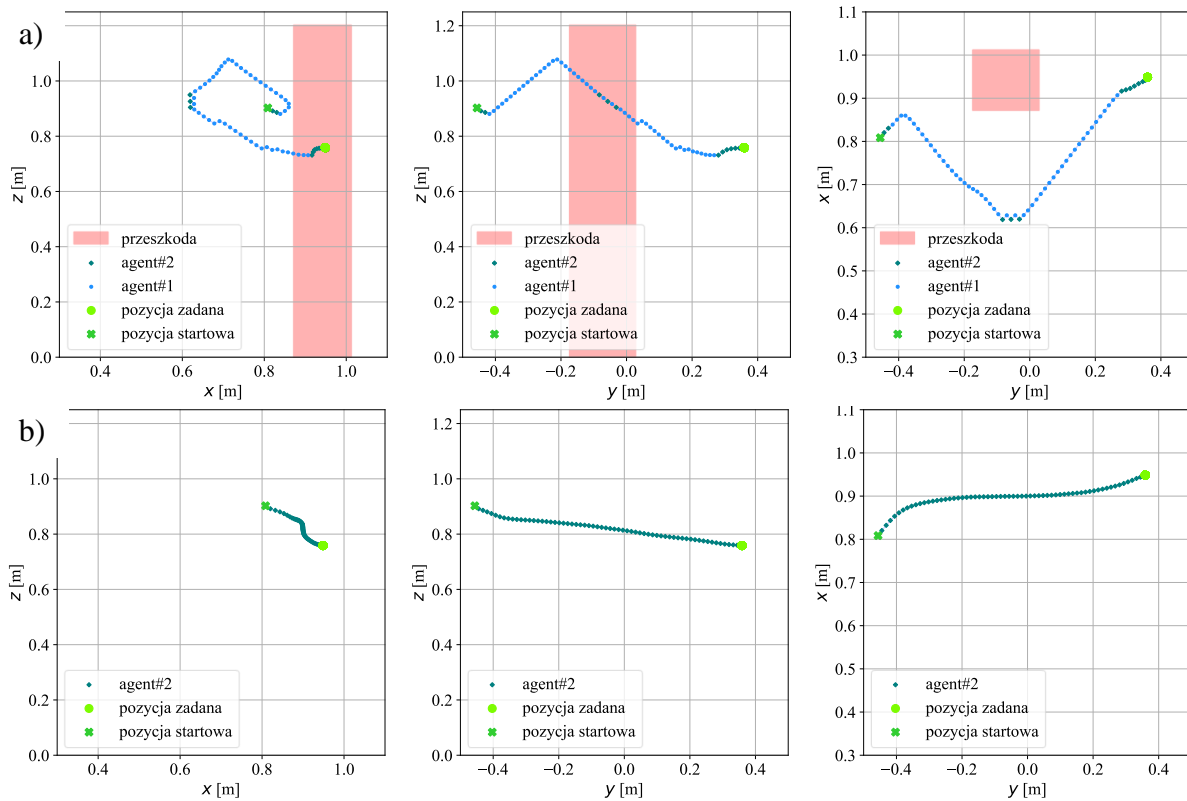 a)
1.0
0.8
0.6
0.4
0.2
0.0
z [m]
0.4 0.6 0.8 1.0
x [m]
przeszkoda
agent#2
agent#1
pozycja zadana
pozycja startowa
1.2
1.0
0.8
0.6
0.4
0.2
0.0
z [m]
−0.4 −0.2 0.0 0.2 0.4
y [m]
przeszkoda
agent#2
agent#1
pozycja zadana
pozycja startowa
1.1
1.0
0.9
0.8
0.7
0.6
0.5
0.4
0.3
x [m]
−0.4 −0.2 0.0 0.2 0.4
y [m]
przeszkoda
agent#2
agent#1
pozycja zadana
pozycja startowa
b)
1.0
0.8
0.6
0.4
0.2
0.0
z [m]
0.4 0.6 0.8 1.0
x [m]
agent#2
pozycja zadana
pozycja startowa
1.2
1.0
0.8
0.6
0.4
0.2
0.0
z [m]
−0.4 −0.2 0.0 0.2 0.4
y [m]
agent#2
pozycja zadana
pozycja startowa
1.1
1.0
0.9
0.8
0.7
0.6
0.5
0.4
0.3
x [m]
−0.4 −0.2 0.0 0.2 0.4
y [m]
agent#2
pozycja zadana
pozycja startowa